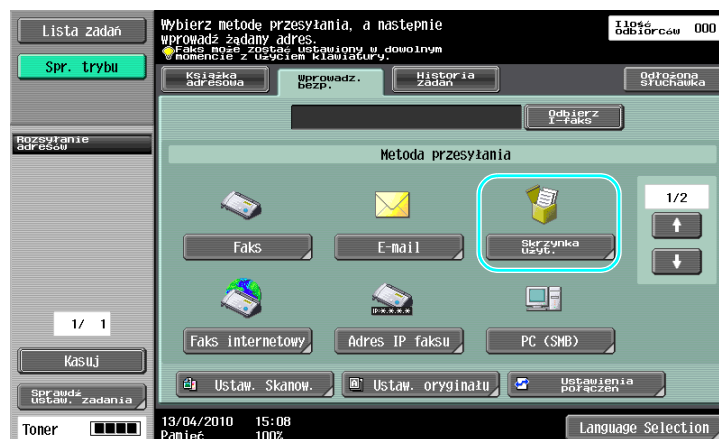 Lista zadań
Spr. trybu
Wybierz metodę przesyłania, a następnie
wprowadź żądany adres.
Faks może zostać ustawiony w dowolnym
momencie z użyciem klawiatury.
Ilość
odbiorców 000
Książka
adresowa
Wprowadz.
bezp.
Historia
zadań
Odłożona
słuchawka
Odbierz
I-faks
Rozsyłanie
adresów
Metoda przesyłania
Faks
E-mail
Skrzynka
użyt.
1/2
IP:*.*.*.*
Faks internetowy
Adres IP faksu
PC (SMB)
1/ 1
Kasuj
Sprawdź
ustaw. zadania
Ustaw. Skanow.
Ustaw. oryginału
Ustawienia
połączeń
Toner
13/04/2010 15:08
Pamięć 100%
Language Selection